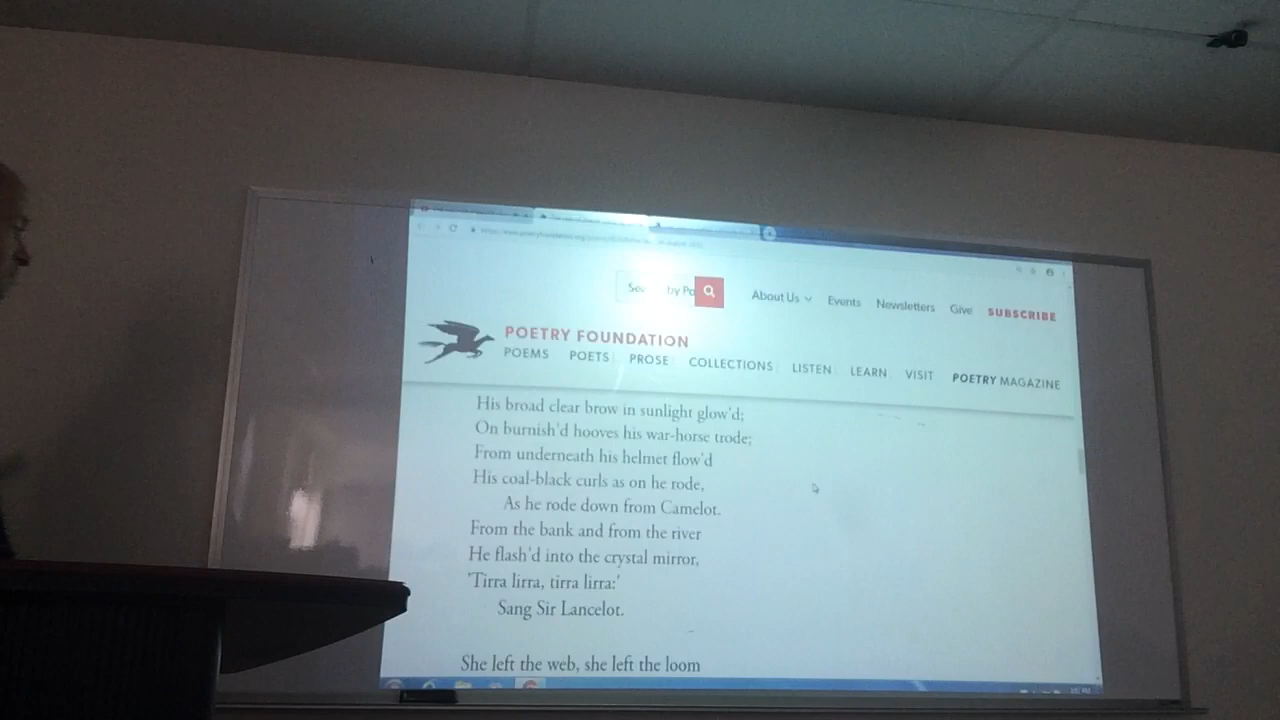 by Po
About Us Events Newsletters Give SUBSCRIBE
POETRY FOUNDATION
POEMS POETS PROSE COLLECTIONS LISTEN LEARN VISIT POETRY MAGAZINE
His broad clear brow in sunlight glow'd;
On burnish'd hooves his war-horse trode;
From underneath his helmet flow'd
His coal-black curls as on he rode,
As he rode down from Camelot.
From the bank and from the river
He flash'd into the crystal mirror,
'Tirra lirra, tirra lirra:'
Sang Sir Lancelot.
She left the web, she left the loom